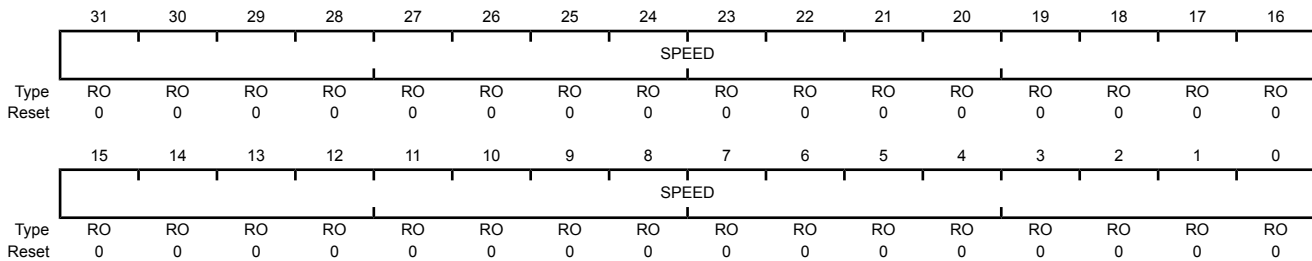 31 30 29 28 27 26 25 24 23 22 21 20 19 18 17 16
SPEED
Type RO RO RO RO RO RO RO RO RO RO RO RO RO RO RO RO
Reset 0 0 0 0 0 0 0 0 0 0 0 0 0 0 0 0
15 14 13 12 11 10 9 8 7 6 5 4 3 2 1 0
SPEED
Type RO RO RO RO RO RO RO RO RO RO RO RO RO RO RO RO
Reset 0 0 0 0 0 0 0 0 0 0 0 0 0 0 0 0